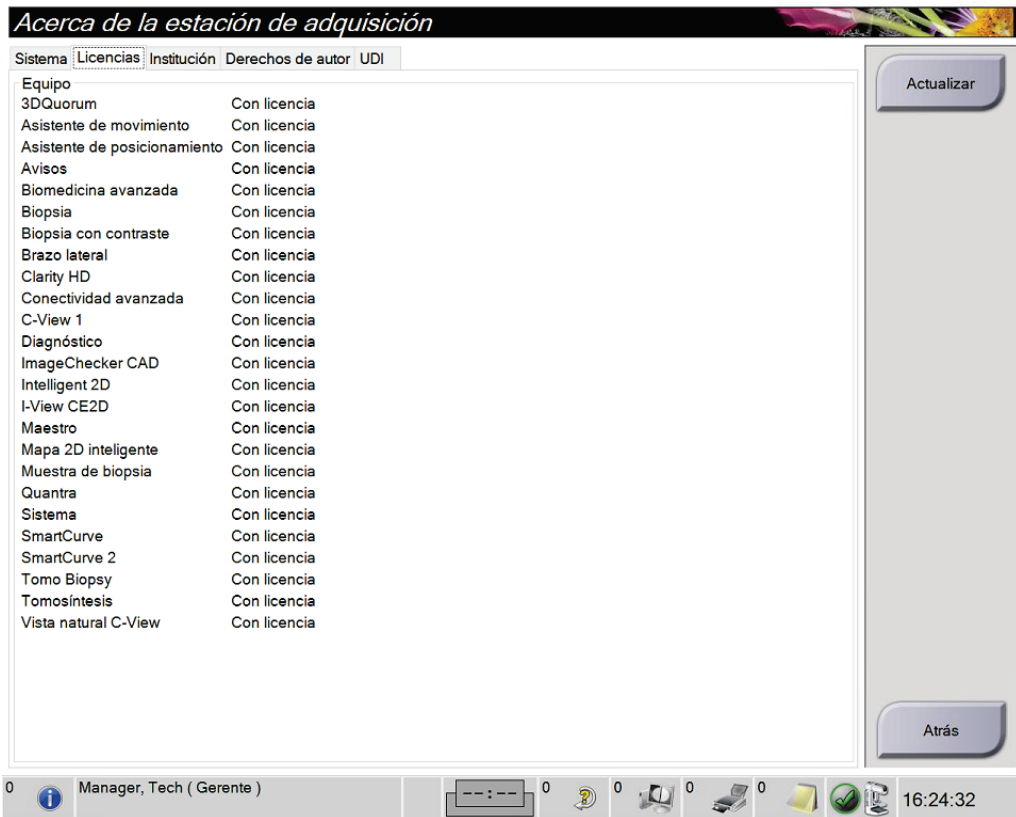 Acerca de la estación de adquisición
Sistema Licencias Institución Derechos de autor UDI
Actualizar
Equipo
3DQuorum Con licencia
Asistente de movimiento Con licencia
Asistente de posicionamiento Con licencia
Avisos Con licencia
Biomedicina avanzada Con licencia
Biopsia Con licencia
Biopsia con contraste Con licencia
Brazo lateral Con licencia
Clarity HD Con licencia
Conectividad avanzada Con licencia
C-View 1 Con licencia
Diagnóstico Con licencia
ImageChecker CAD Con licencia
Intelligent 2D Con licencia
I-View CE2D Con licencia
Maestro Con licencia
Mapa 2D inteligente Con licencia
Muestra de biopsia Con licencia
Quantra Con licencia
Sistema Con licencia
SmartCurve Con licencia
SmartCurve 2 Con licencia
Tomo Biopsy Con licencia
Tomosíntesis Con licencia
Vista natural C-View Con licencia
Atrás
0 Manager, Tech ( Gerente ) --:-- 0 0 0 0 16:24:32